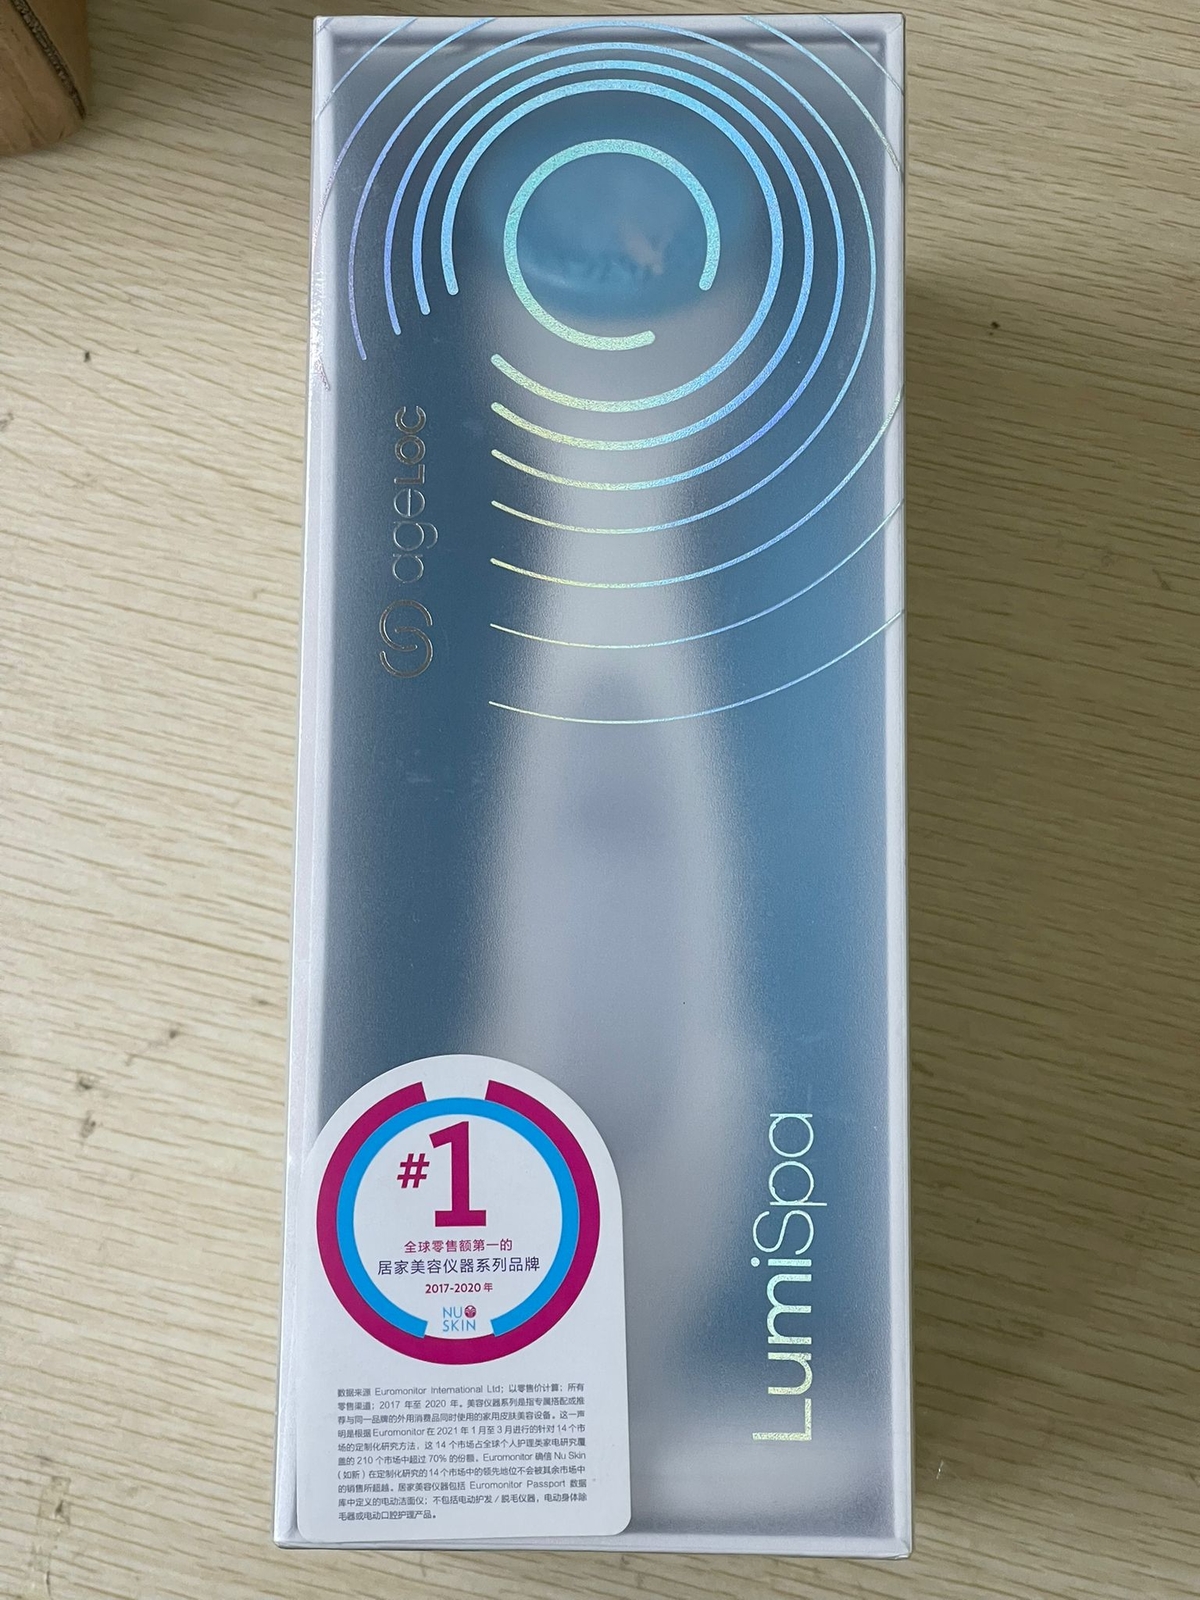 ageLOC
LumiSpa
#1
全球零售额第一的
居家美容仪器系列品牌
2017-2020 年
NU
SKIN
数据来源 Euromonitor International Ltd；以零售价计算；所有
零售渠道；2017 年至 2020 年。美容仪器系列是指专属搭配或推
荐与同一品牌的外用消费品同时使用的家用皮肤美容设备。这一声
明是根据 Euromonitor 在 2021 年 1 月至 3 月进行的针对 14 个市
场的定制化研究方法，这 14 个市场占全球个人护理类家电研究覆
盖的 210 个市场中超过 70% 的份额。Euromonitor 确信 Nu Skin
（如新）在定制化研究的 14 个市场中的领先地位不会被其余市场中
的销售所超越。居家美容仪器包括 Euromonitor Passport 数据
库中定义的电动洁面仪；不包括电动护发 / 脱毛仪器，电动身体除
毛器或电动口腔护理产品。